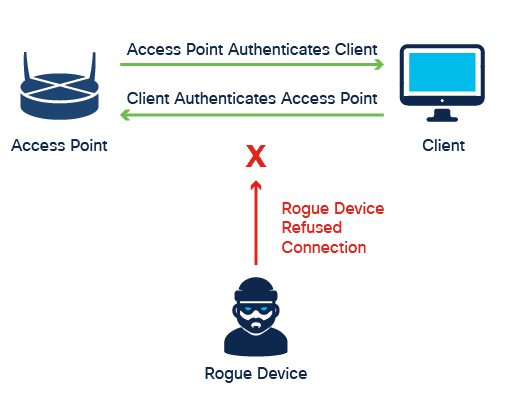 Access Point Authenticates Client
Client Authenticates Access Point
Access Point
Client
X
Rogue Device
Refused
Connection
Rogue Device